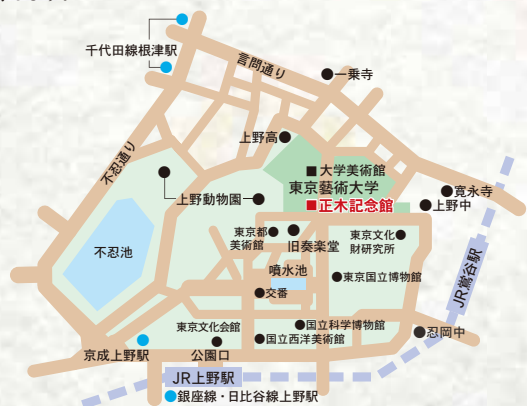 千代田線根津駅
言問通り
一乗寺
不忍通り
上野高
大学美術館
東京藝術大学
正木記念館
上野動物園
寛永寺
上野中
東京都
美術館
旧奏楽堂
東京文化
財研究所
不忍池
噴水池
東京国立博物館
JR鶯谷駅
交番
東京文化会館
国立科学博物館
忍岡中
国立西洋美術館
京成上野駅
公園口
JR上野駅
銀座線・日比谷線上野駅